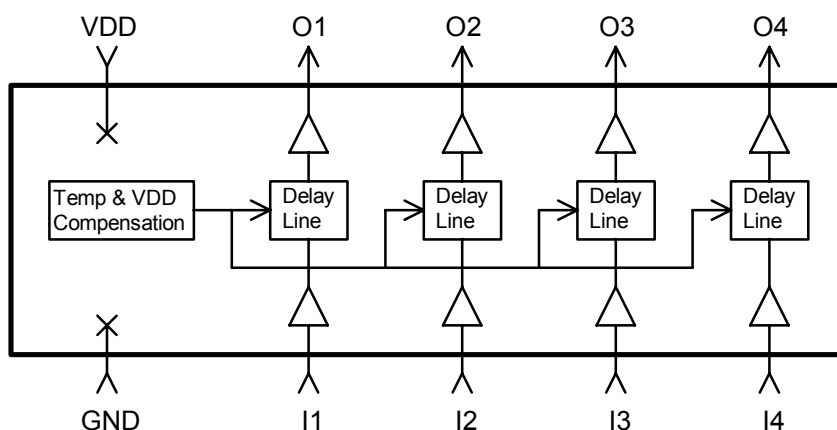 VDD O1 O2 O3 O4
Temp & VDD
Compensation
Delay
Line
Delay
Line
Delay
Line
Delay
Line
GND I1 I2 I3 I4